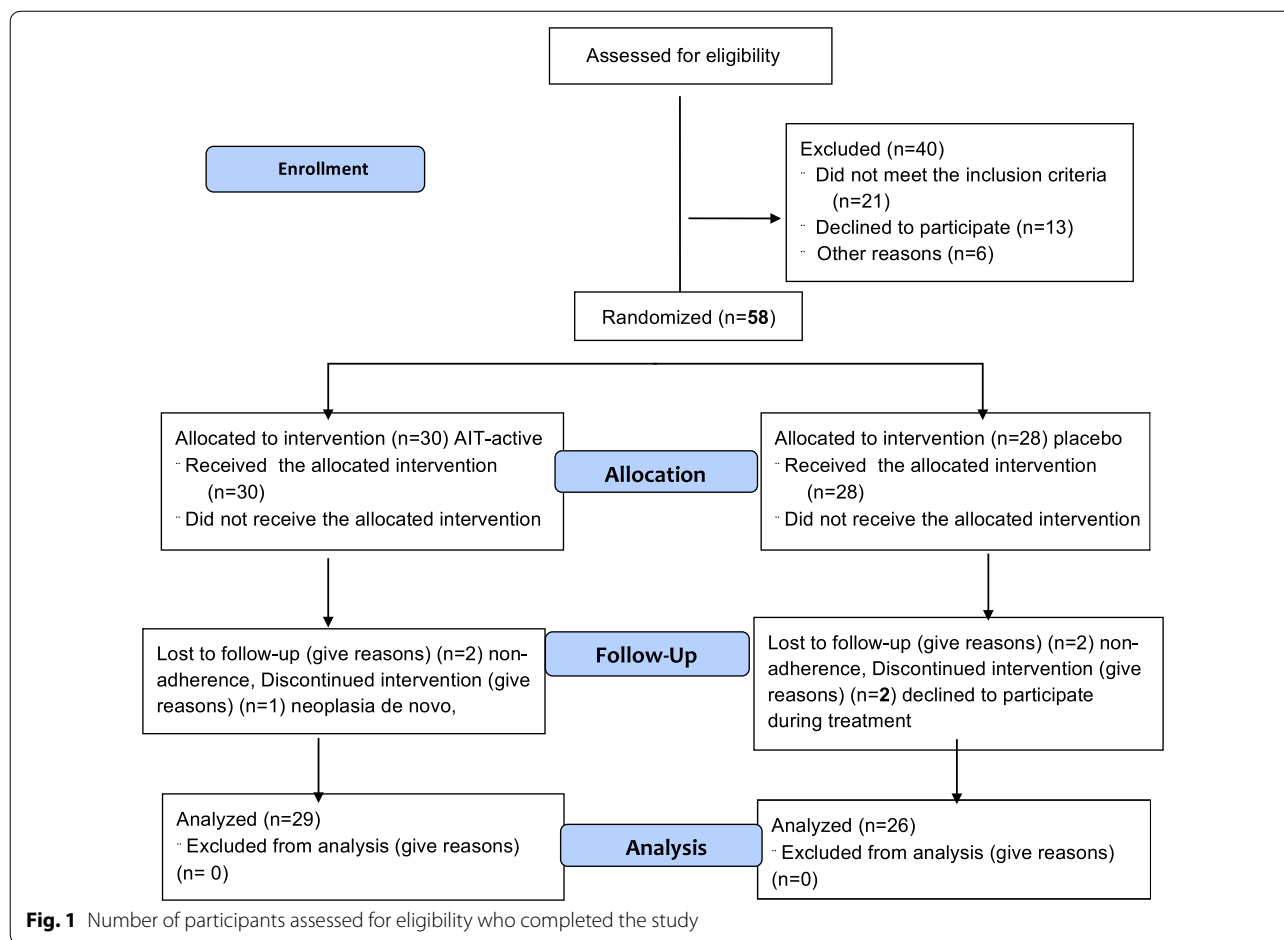 Assessed for eligibility
Enrollment
Excluded (n=40)
¨ Did not meet the inclusion criteria
(n=21)
¨ Declined to participate (n=13)
¨ Other reasons (n=6)
Randomized (n=58)
Allocated to intervention (n=30) AIT-active
¨ Received the allocated intervention
(n=30)
¨ Did not receive the allocated intervention
Allocation
Allocated to intervention (n=28) placebo
¨ Received the allocated intervention
(n=28)
¨ Did not receive the allocated intervention
Lost to follow-up (give reasons) (n=2) non-
adherence, Discontinued intervention (give
reasons) (n=1) neoplasia de novo,
Follow-Up
Lost to follow-up (give reasons) (n=2) non-
adherence, Discontinued intervention (give
reasons) (n=2) declined to participate
during treatment
Analyzed (n=29)
¨ Excluded from analysis (give reasons)
(n= 0)
Analysis
Analyzed (n=26)
¨ Excluded from analysis (give reasons)
(n=0)
Fig. 1 Number of participants assessed for eligibility who completed the study